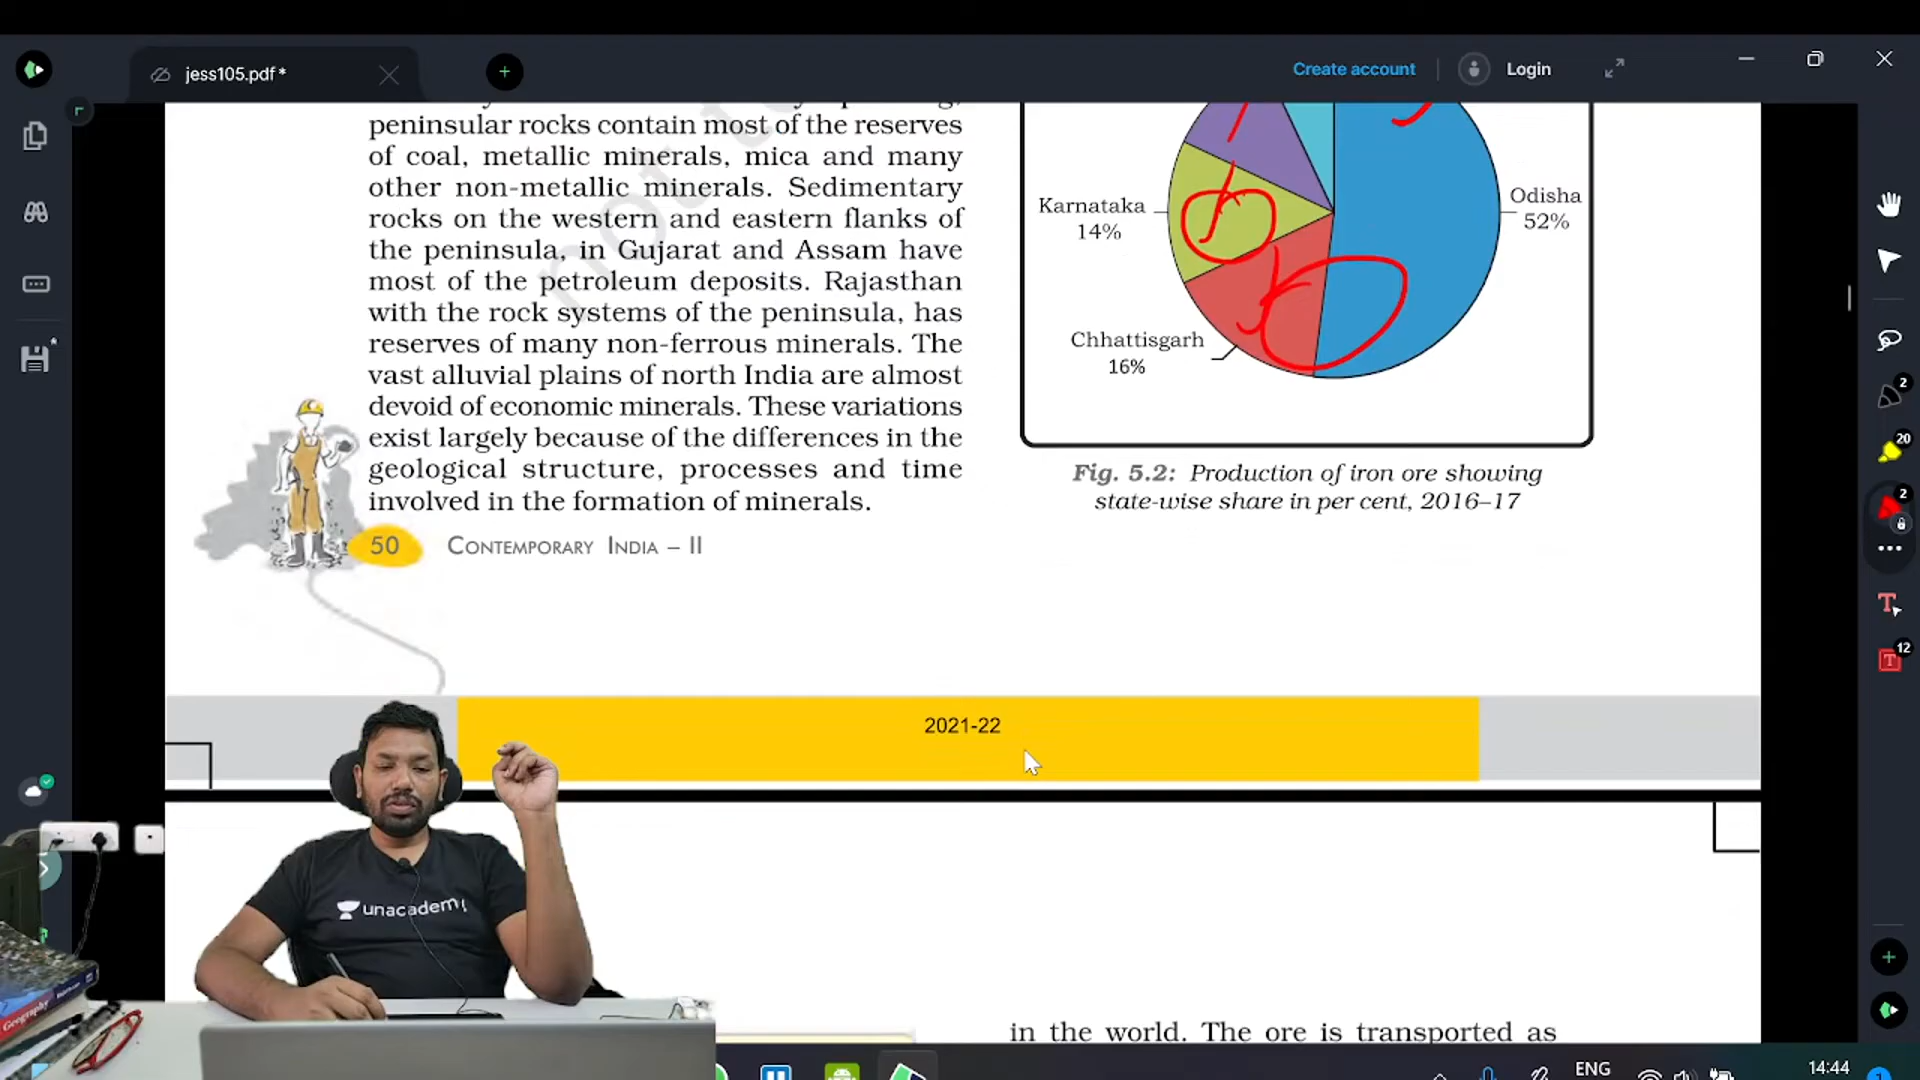 jess105.pdf *
Create account
Login
peninsular rocks contain most of the reserves
of coal, metallic minerals, mica and many
other non-metallic minerals. Sedimentary
rocks on the western and eastern flanks of
the peninsula, in Gujarat and Assam have
most of the petroleum deposits. Rajasthan
with the rock systems of the peninsula, has
reserves of many non-ferrous minerals. The
vast alluvial plains of north India are almost
devoid of economic minerals. These variations
exist largely because of the differences in the
geological structure, processes and time
involved in the formation of minerals.
50 CONTEMPORARY INDIA – II
Karnataka
14%
Odisha
52%
Chhattisgarh
16%
Fig. 5.2: Production of iron ore showing
state-wise share in per cent, 2016–17
2
20
2
12
2021-22
unacademy
Geography
in the world. The ore is transported as
ENG
14:44